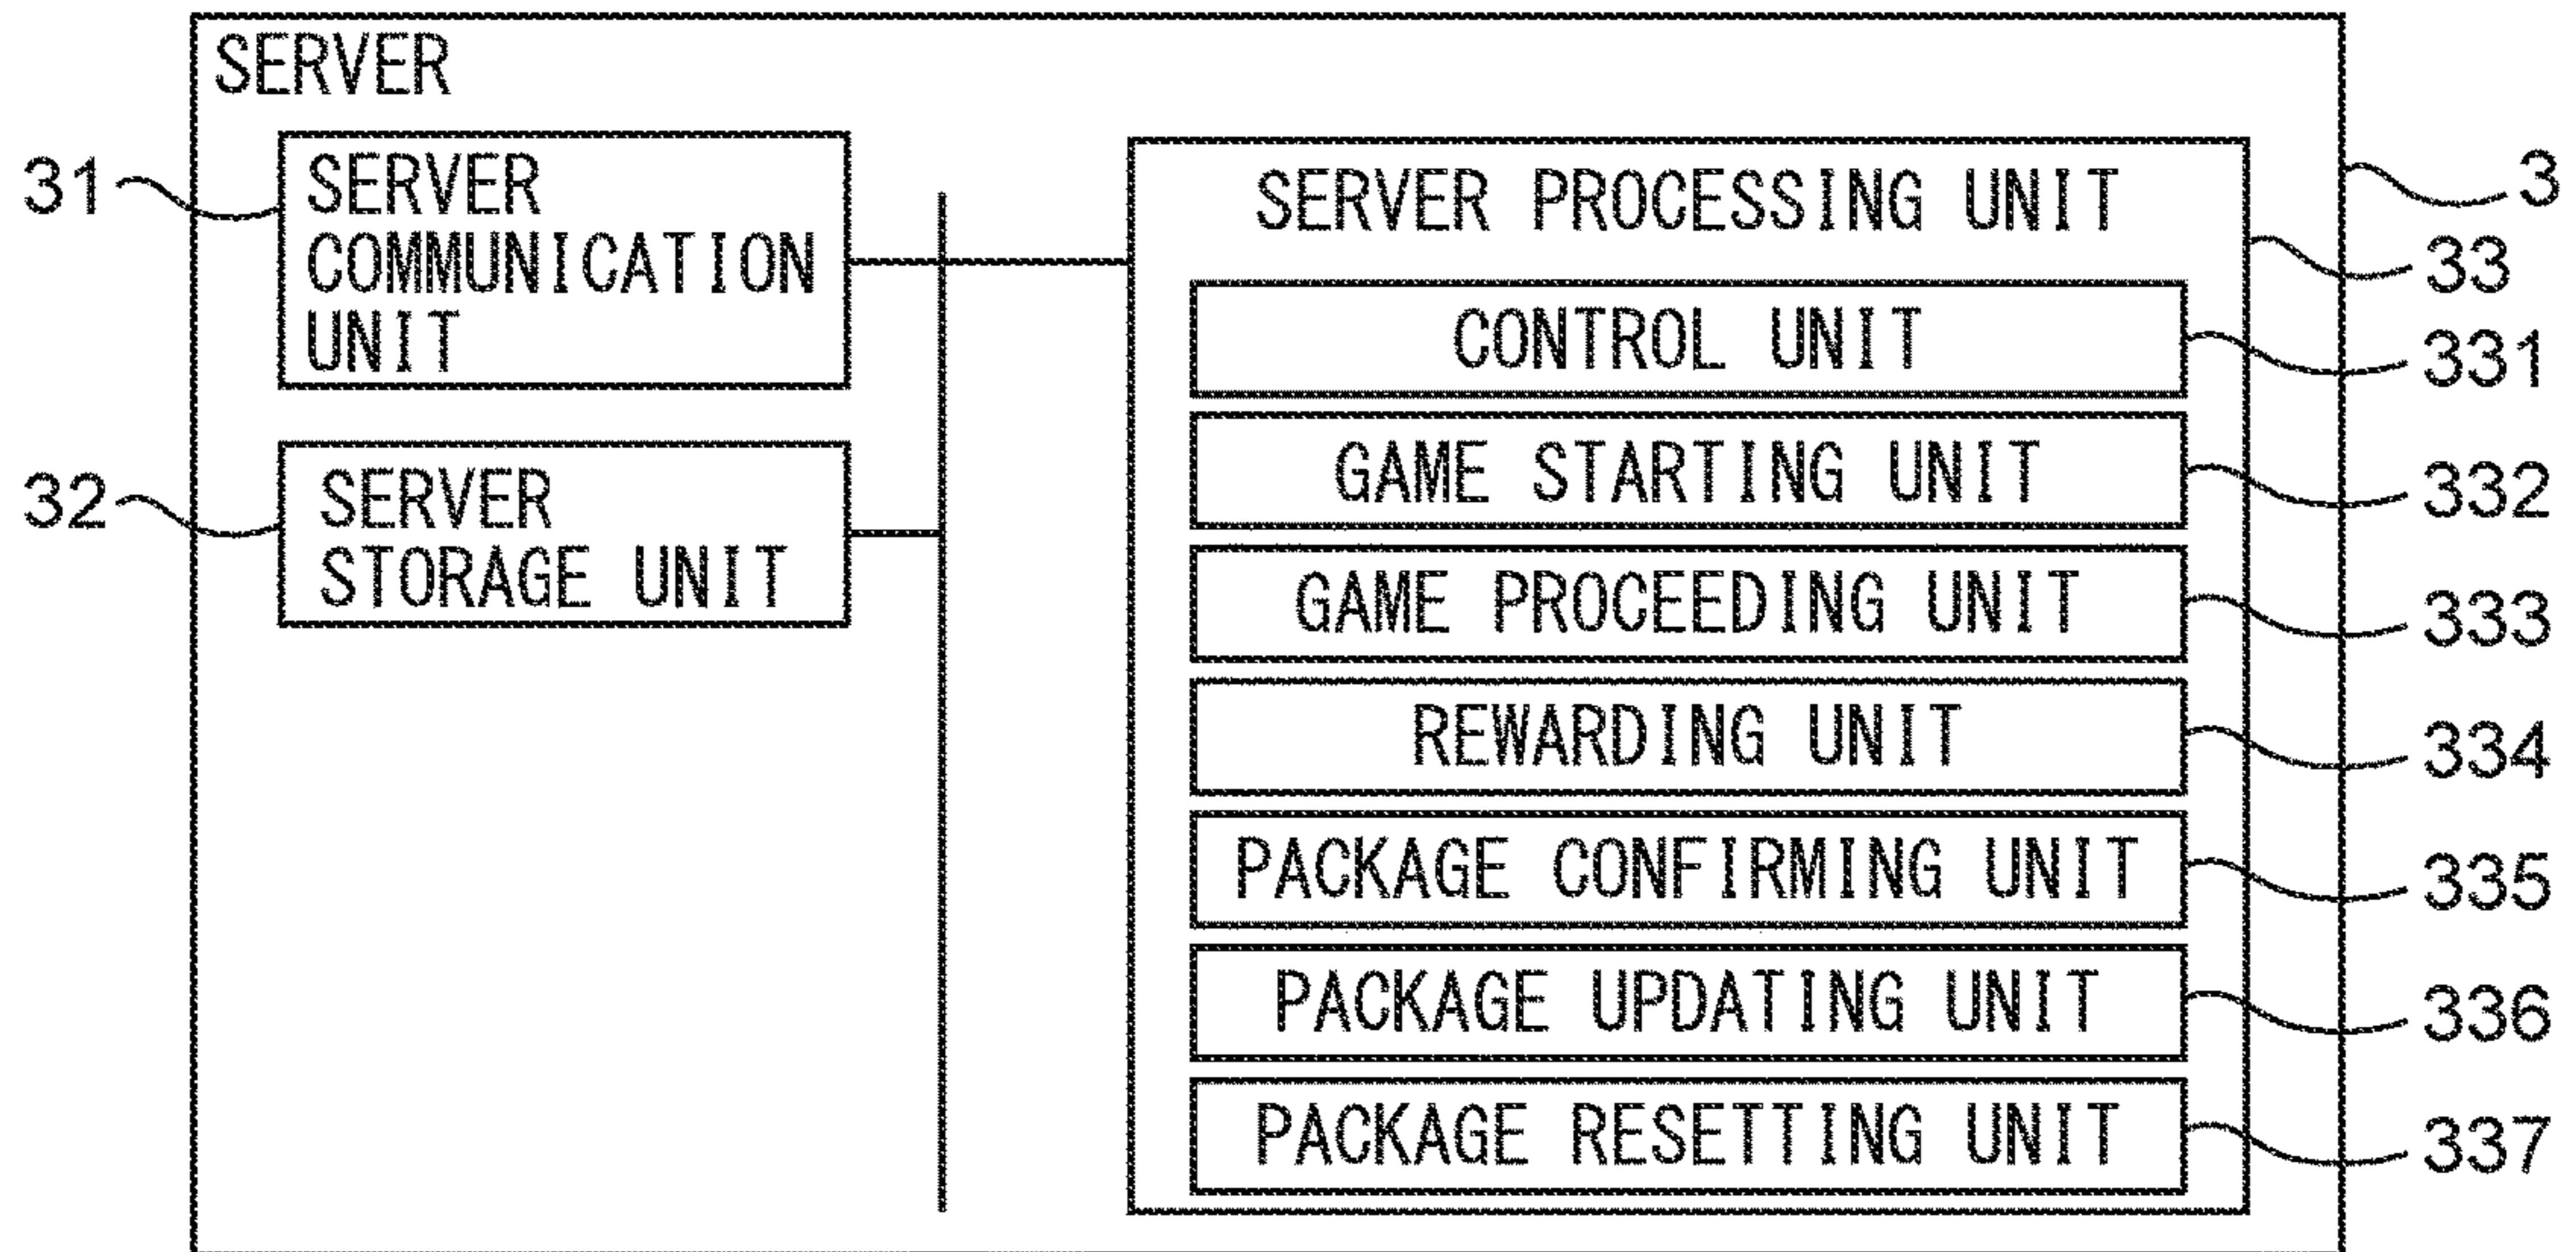 SERVER
31
SERVER
COMMUNICATION
UNIT
32
SERVER
STORAGE UNIT
SERVER PROCESSING UNIT
3
33
CONTROL UNIT
331
GAME STARTING UNIT
332
GAME PROCEEDING UNIT
333
REWARDING UNIT
334
PACKAGE CONFIRMING UNIT
335
PACKAGE UPDATING UNIT
336
PACKAGE RESETTING UNIT
337